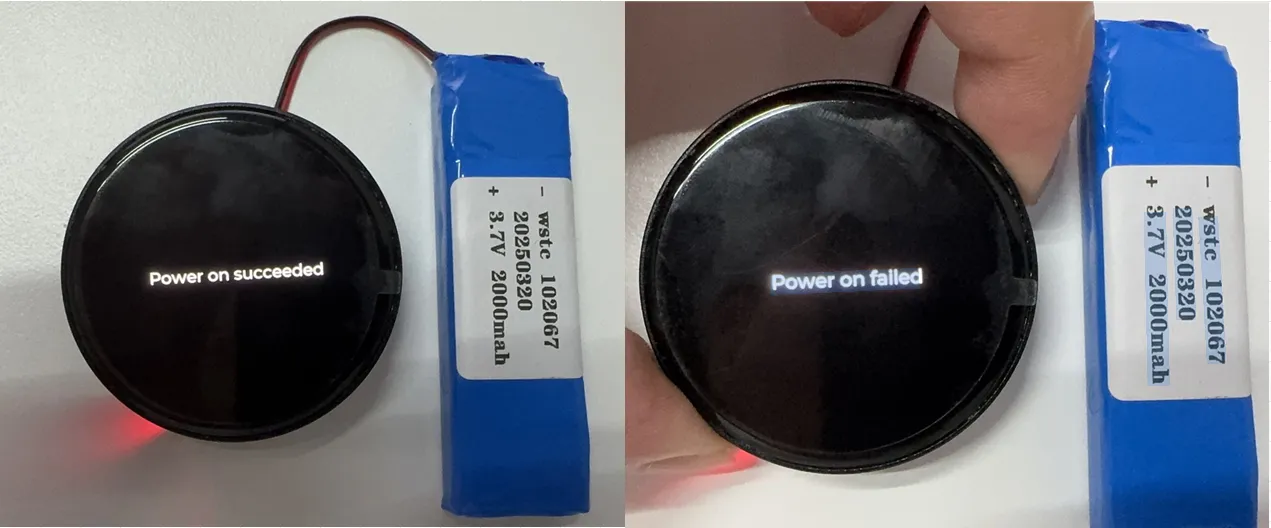 Power on succeeded
- wstc 102067
20250320
+ 3.7V 2000mah
Power on failed
- wstc 102067
20250320
+ 3.7V 2000mah